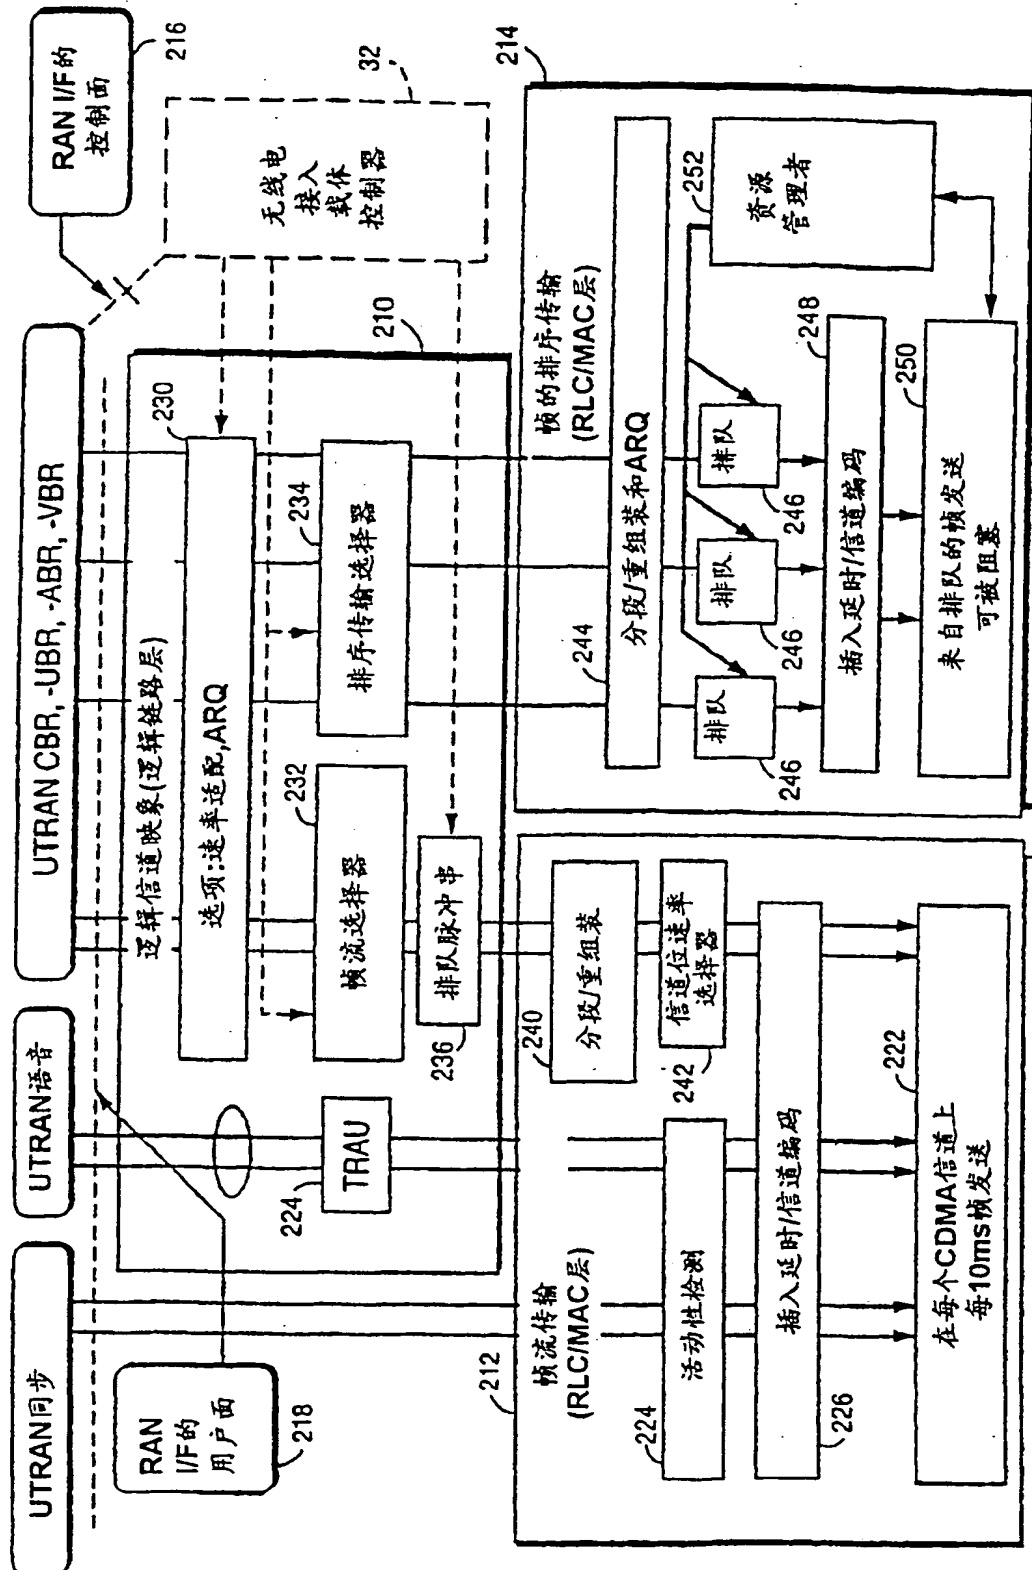 UTRAN同步
UTRAN语音
UTRAN CBR, -UBR, -ABR, -VBR
RAN I/F的
控制面
216
RAN
I/F的
用户面
218
逻辑信道映象(逻辑链路层)
230
选项:速率适配,ARQ
无线电
接入
载体
控制器
32
210
224
TRAU
232
帧流选择器
234
排序传输选择器
排队脉冲串
236
212
帧流传输
(RLC/MAC层)
224
活动性检测
240
分段/重组装
信道位速率
选择器
242
插入延时/信道编码
226
222
在每个CDMA信道上
每10ms帧发送
214
帧的排序传输
(RLC/MAC层)
244
分段/重组装和ARQ
252
资源
管理者
排队
246
排队
246
排队
246
248
插入延时/信道编码
250
来自排队的帧发送
可被阻塞